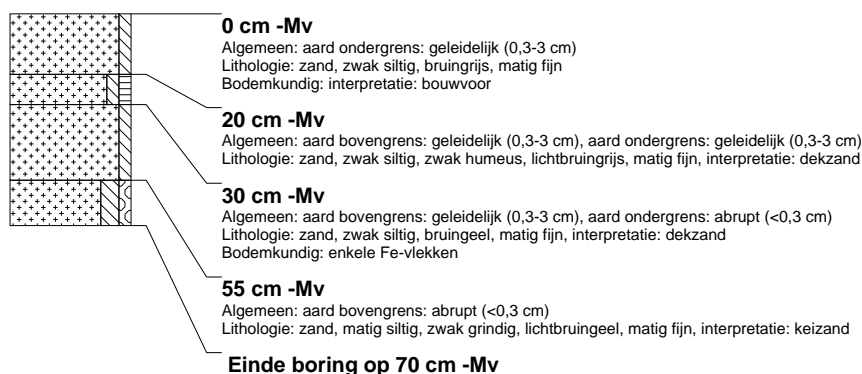 0 cm -Mv
Algemeen: aard ondergrens: geleidelijk (0,3-3 cm)
Lithologie: zand, zwak siltig, bruingrijs, matig fijn
Bodemkundig: interpretatie: bouwvoor
20 cm -Mv
Algemeen: aard bovengrens: geleidelijk (0,3-3 cm), aard ondergrens: geleidelijk (0,3-3 cm)
Lithologie: zand, zwak siltig, zwak humeus, lichtbruingrijs, matig fijn, interpretatie: dekzand
30 cm -Mv
Algemeen: aard bovengrens: geleidelijk (0,3-3 cm), aard ondergrens: abrupt (<0,3 cm)
Lithologie: zand, zwak siltig, bruingeel, matig fijn, interpretatie: dekzand
Bodemkundig: enkele Fe-vlekken
55 cm -Mv
Algemeen: aard bovengrens: abrupt (<0,3 cm)
Lithologie: zand, matig siltig, zwak grindig, lichtbruingeel, matig fijn, interpretatie: keizand
Einde boring op 70 cm -Mv